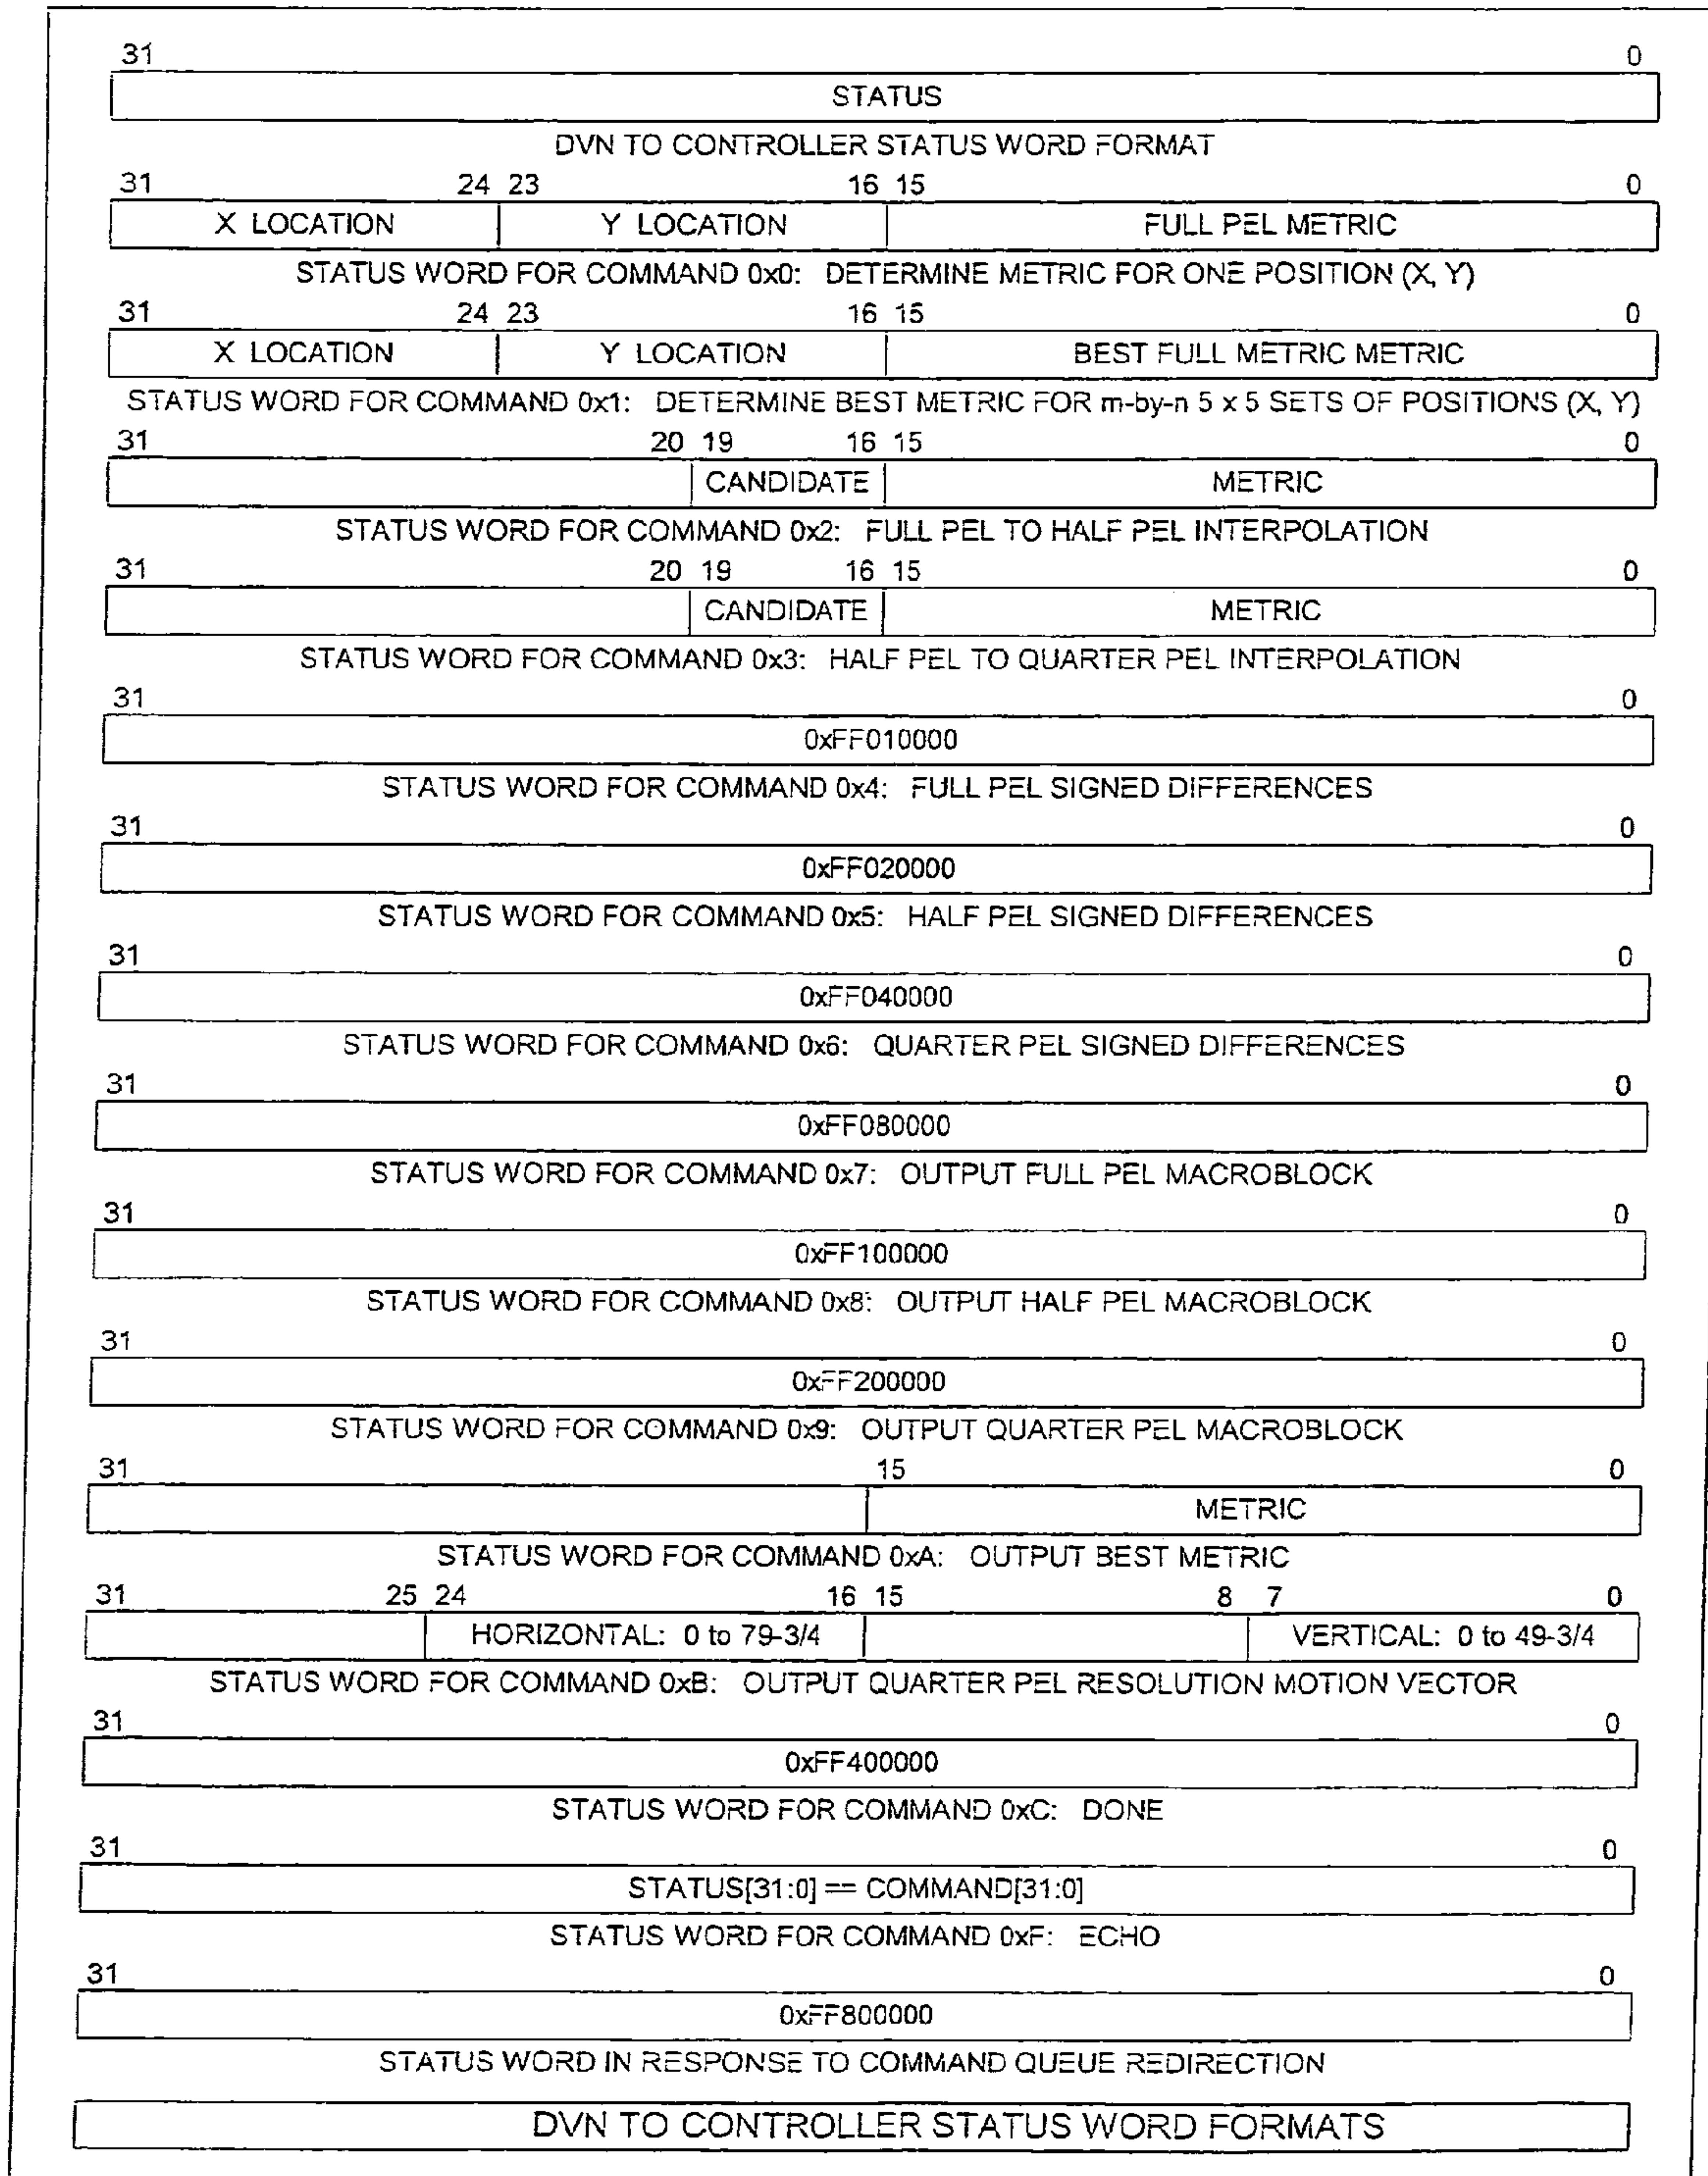 31 0
STATUS
DVN TO CONTROLLER STATUS WORD FORMAT
31 24 23 16 15 0
X LOCATION Y LOCATION FULL PEL METRIC
STATUS WORD FOR COMMAND 0x0: DETERMINE METRIC FOR ONE POSITION (X, Y)
31 24 23 16 15 0
X LOCATION Y LOCATION BEST FULL METRIC METRIC
STATUS WORD FOR COMMAND 0x1: DETERMINE BEST METRIC FOR m-by-n 5 x 5 SETS OF POSITIONS (X, Y)
31 20 19 16 15 0
CANDIDATE METRIC
STATUS WORD FOR COMMAND 0x2: FULL PEL TO HALF PEL INTERPOLATION
31 20 19 16 15 0
CANDIDATE METRIC
STATUS WORD FOR COMMAND 0x3: HALF PEL TO QUARTER PEL INTERPOLATION
31 0
0xFF010000
STATUS WORD FOR COMMAND 0x4: FULL PEL SIGNED DIFFERENCES
31 0
0xFF020000
STATUS WORD FOR COMMAND 0x5: HALF PEL SIGNED DIFFERENCES
31 0
0xFF040000
STATUS WORD FOR COMMAND 0x6: QUARTER PEL SIGNED DIFFERENCES
31 0
0xFF080000
STATUS WORD FOR COMMAND 0x7: OUTPUT FULL PEL MACROBLOCK
31 0
0xFF100000
STATUS WORD FOR COMMAND 0x8: OUTPUT HALF PEL MACROBLOCK
31 0
0xFF200000
STATUS WORD FOR COMMAND 0x9: OUTPUT QUARTER PEL MACROBLOCK
31 15 0
METRIC
STATUS WORD FOR COMMAND 0xA: OUTPUT BEST METRIC
31 25 24 16 15 8 7 0
HORIZONTAL: 0 to 79-3/4 VERTICAL: 0 to 49-3/4
STATUS WORD FOR COMMAND 0xB: OUTPUT QUARTER PEL RESOLUTION MOTION VECTOR
31 0
0xFF400000
STATUS WORD FOR COMMAND 0xC: DONE
31 0
STATUS[31:0] == COMMAND[31:0]
STATUS WORD FOR COMMAND 0xF: ECHO
31 0
0xFF800000
STATUS WORD IN RESPONSE TO COMMAND QUEUE REDIRECTION
DVN TO CONTROLLER STATUS WORD FORMATS